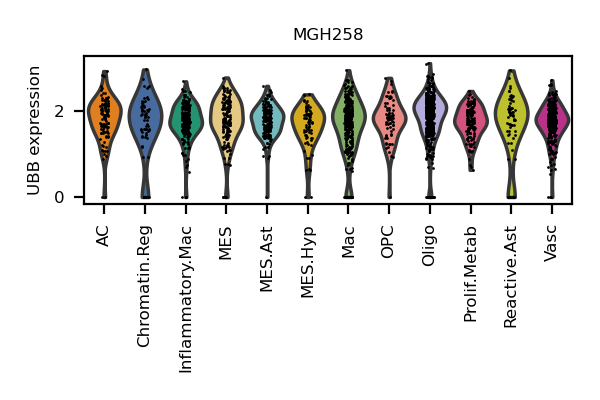 MGH258
UBB expression
2
0
AC
Chromatin.Reg
Inflammatory.Mac
MES
MES.Ast
MES.Hyp
Mac
OPC
Oligo
Prolif.Metab
Reactive.Ast
Vasc